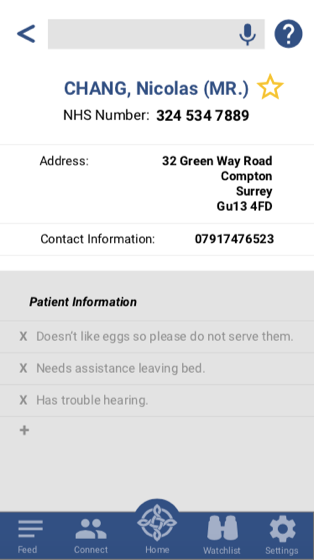 <
?
CHANG, Nicolas (MR.)
NHS Number: 324 534 7889
Address: 32 Green Way Road
Compton
Surrey
Gu13 4FD
Contact Information: 07917476523
Patient Information
X Doesn't like eggs so please do not serve them.
X Needs assistance leaving bed.
X Has trouble hearing.
+
Feed Connect Home Watchlist Settings